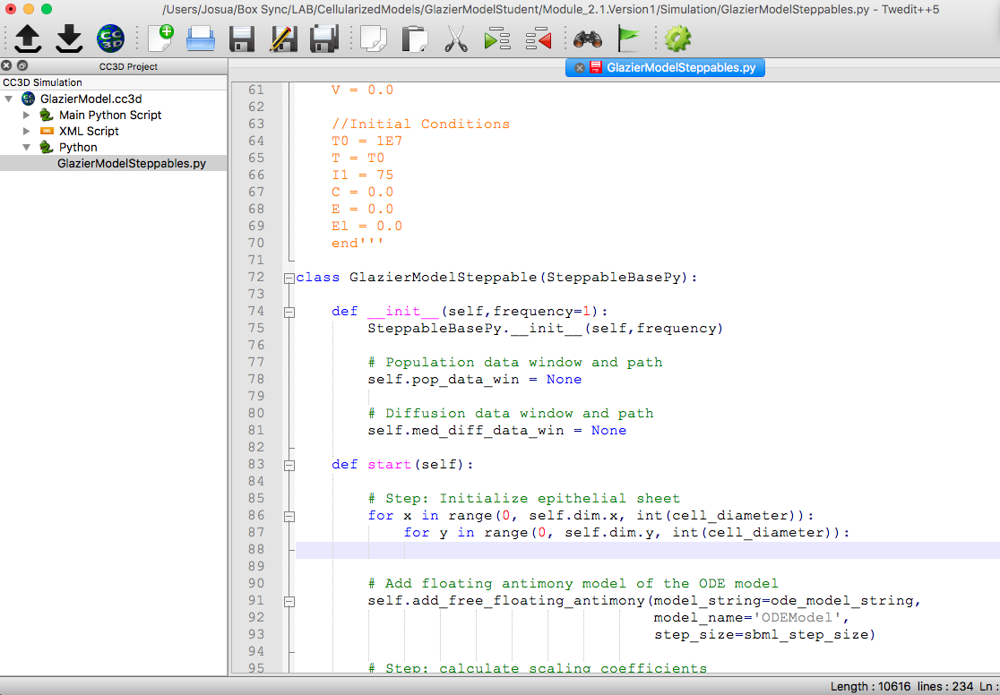 /Users/Josua/Box Sync/LAB/CellularizedModels/GlazierModelStudent/Module_2.1.Version1/Simulation/GlazierModelSteppables.py - Twedit++5
CC3D Project
GlazierModelSteppables.py
CC3D Simulation
GlazierModel.cc3d
Main Python Script
XML Script
Python
GlazierModelSteppables.py
61 V = 0.0
62
63 //Initial Conditions
64 T0 = 1E7
65 T = T0
66 I1 = 75
67 C = 0.0
68 E = 0.0
69 El = 0.0
70 end'''
71
72 class GlazierModelSteppable(SteppableBasePy):
73
74 def __init__(self,frequency=1):
75 SteppableBasePy.__init__(self,frequency)
76
77 # Population data window and path
78 self.pop_data_win = None
79
80 # Diffusion data window and path
81 self.med_diff_data_win = None
82
83 def start(self):
84
85 # Step: Initialize epithelial sheet
86 for x in range(0, self.dim.x, int(cell_diameter)):
87 for y in range(0, self.dim.y, int(cell_diameter)):
88
89
90 # Add floating antimony model of the ODE model
91 self.add_free_floating_antimony(model_string=ode_model_string,
92 model_name='ODEModel',
93 step_size=sbml_step_size)
94
95 # Step: calculate scaling coefficients
Length : 10616 lines : 234 Ln :